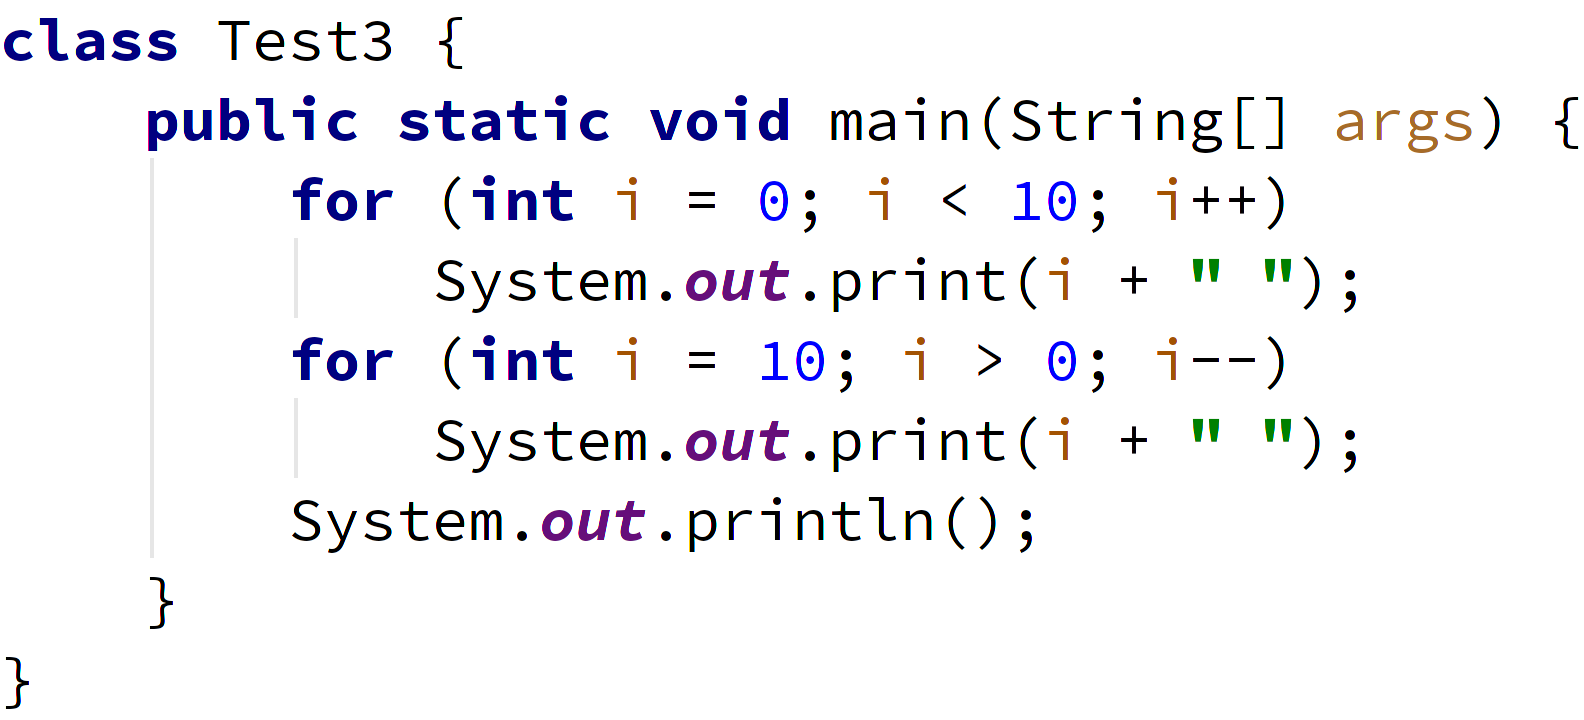 class Test3 {
    public static void main(String[] args) {
        for (int i = 0; i < 10; i++)
            System.out.print(i + " ");
        for (int i = 10; i > 0; i--)
            System.out.print(i + " ");
        System.out.println();
    }
}